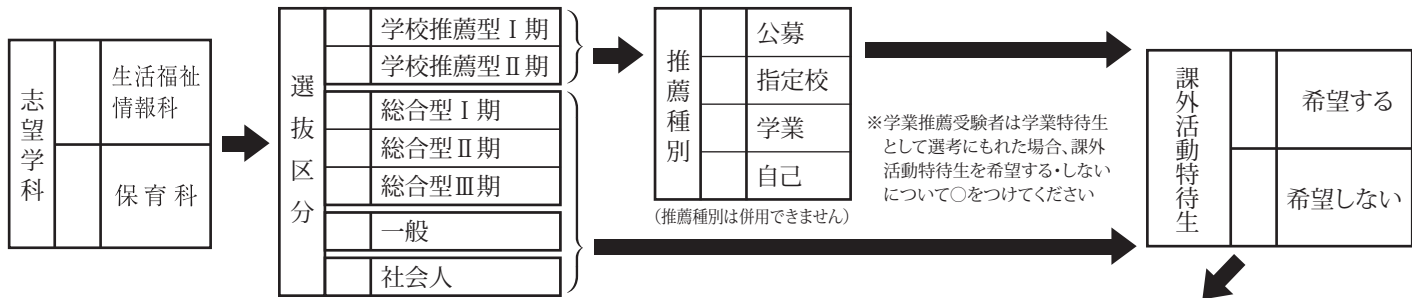 志望学科
生活福祉
情報科
保育科
選抜区分
学校推薦型Ⅰ期
学校推薦型Ⅱ期
総合型Ⅰ期
総合型Ⅱ期
総合型Ⅲ期
一般
社会人
推薦種別
公募
指定校
学業
自己
（推薦種別は併用できません）
※学業推薦受験者は学業特待生
として選考にもれた場合、課外
活動特待生を希望する・しない
について○をつけてください
課外活動特待生
希望する
希望しない